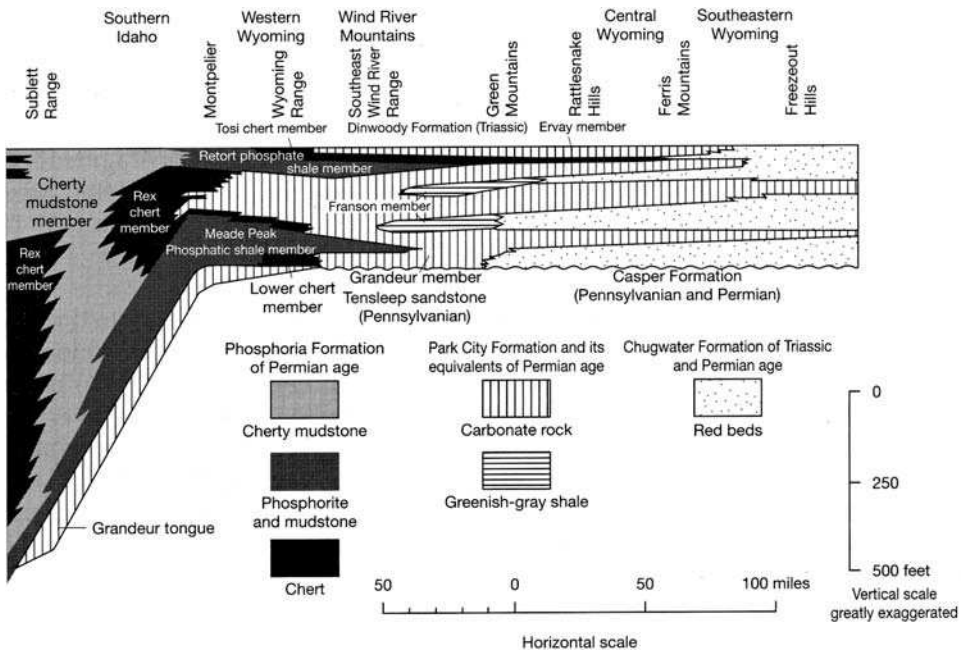 Southern
Idaho
Western
Wyoming
Wind River
Mountains
Central
Wyoming
Southeastern
Wyoming
Sublett
Range
Montpelier
Wyoming
Range
Southeast
Wind River
Range
Green
Mountains
Rattlesnake
Hills
Ferris
Mountains
Freezeout
Hills
Tosi chert member
Dinwoody Formation (Triassic)
Ervay member
Retort phosphate
shale member
Cherty
mudstone
member
Rex
chert
member
Franson member
Meade Peak
Phosphatic shale member
Rex
chert
member
Lower chert
member
Grandeur member
Tensleep sandstone
(Pennsylvanian)
Casper Formation
(Pennsylvanian and Permian)
Grandeur tongue
Phosphoria Formation
of Permian age
Cherty mudstone
Phosphorite
and mudstone
Chert
Park City Formation and its
equivalents of Permian age
Carbonate rock
Greenish-gray shale
Chugwater Formation of Triassic
and Permian age
Red beds
0
250
500 feet
Vertical scale
greatly exaggerated
50 0 50 100 miles
Horizontal scale